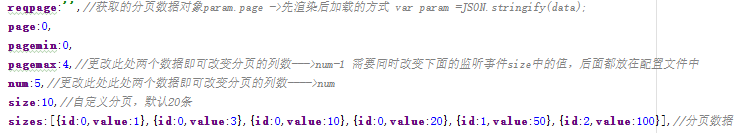 reqpage:'',//获取的分页数据对象param.page ->先渲染后加载的方式 var param =JSON.stringify(data);
page:0,
pagemin:0,
pagemax:4,//更改此处两个数据即可改变分页的列数--->num-1 需要同时改变下面的监听事件size中的值，后面都放在配置文件中
num:5,//更改此处此处两个数据即可改变分页的列数---->num
size:10,//自定义分页，默认20条
sizes:[{id:0,value:1},{id:0,value:3},{id:0,value:10},{id:0,value:20},{id:1,value:50},{id:2,value:100}],//分页数据